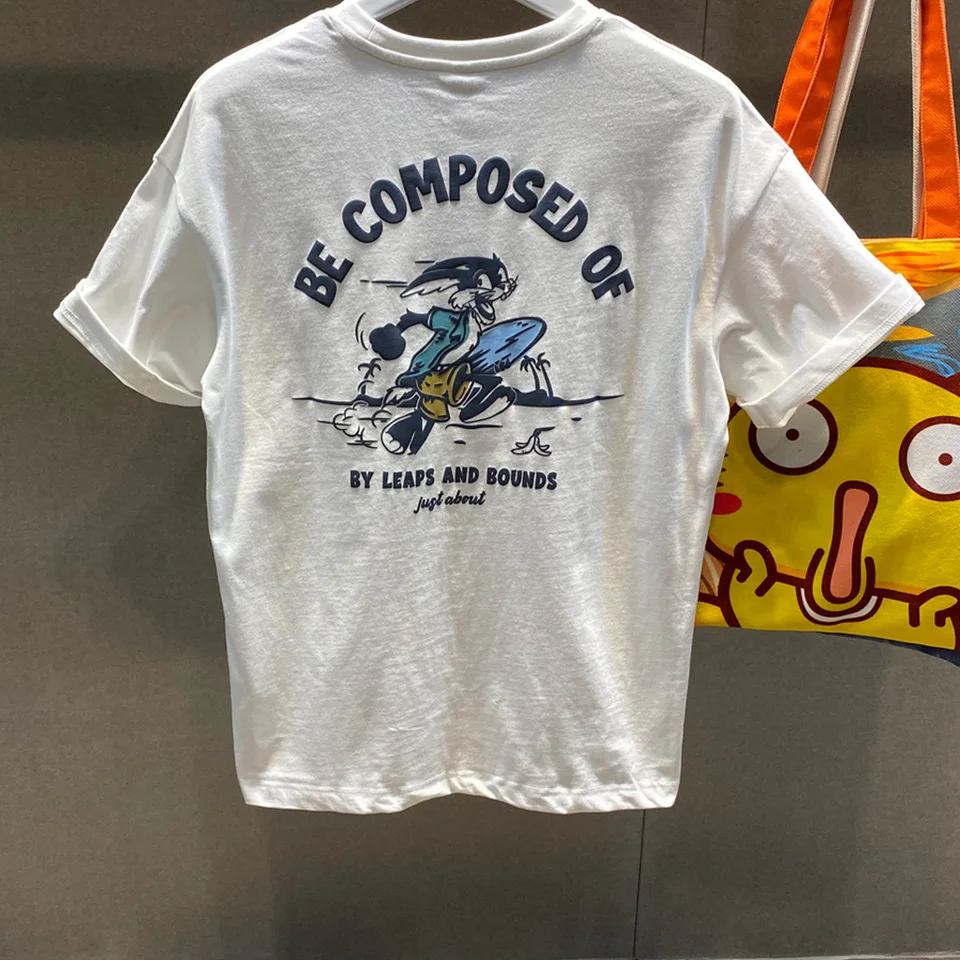 BE COMPOSED OF
BY LEAPS AND BOUNDS
just about